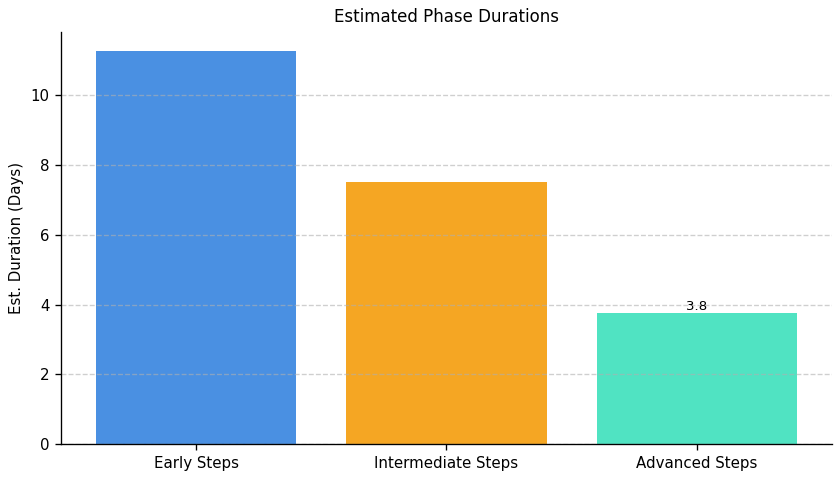 Estimated Phase Durations
Est. Duration (Days)
10
8
6
4
2
0
3.8
Early Steps
Intermediate Steps
Advanced Steps